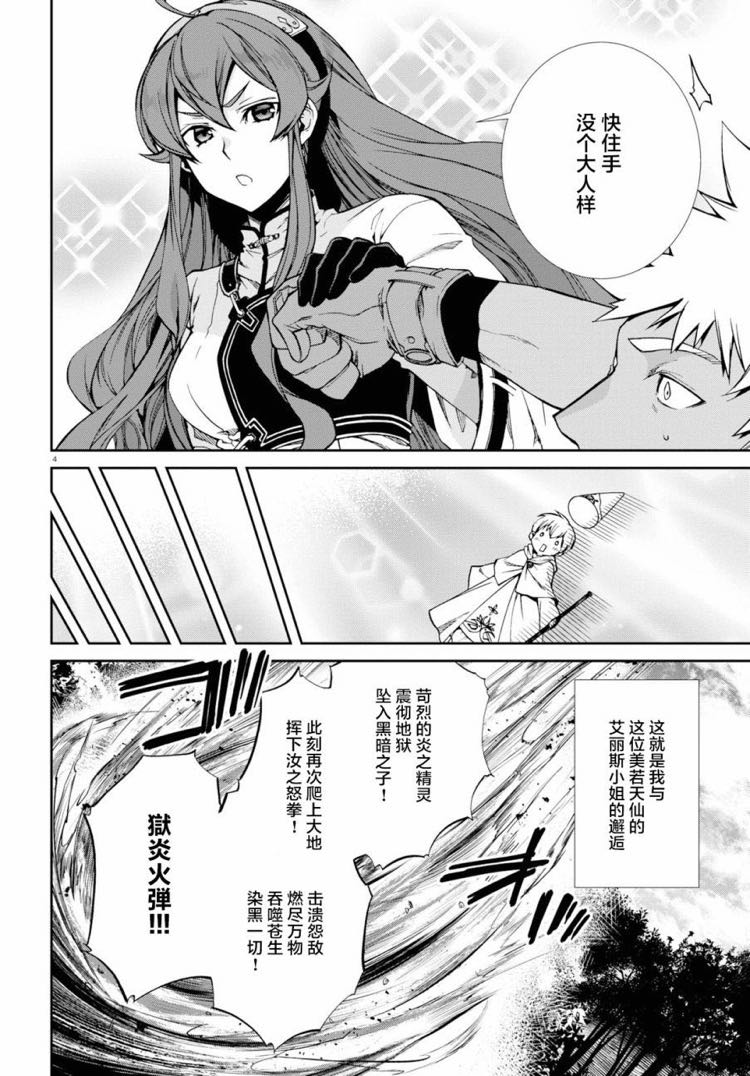 快住手
没个大人样
4
这就是我与
这位美若天仙的
艾丽斯小姐的邂逅
苛烈的炎之精灵
震彻地狱
坠入黑暗之子！
此刻再次爬上大地
挥下汝之怒拳！
击溃怨敌
燃尽万物
吞噬苍生
染黑一切！
獄炎火弹!!!